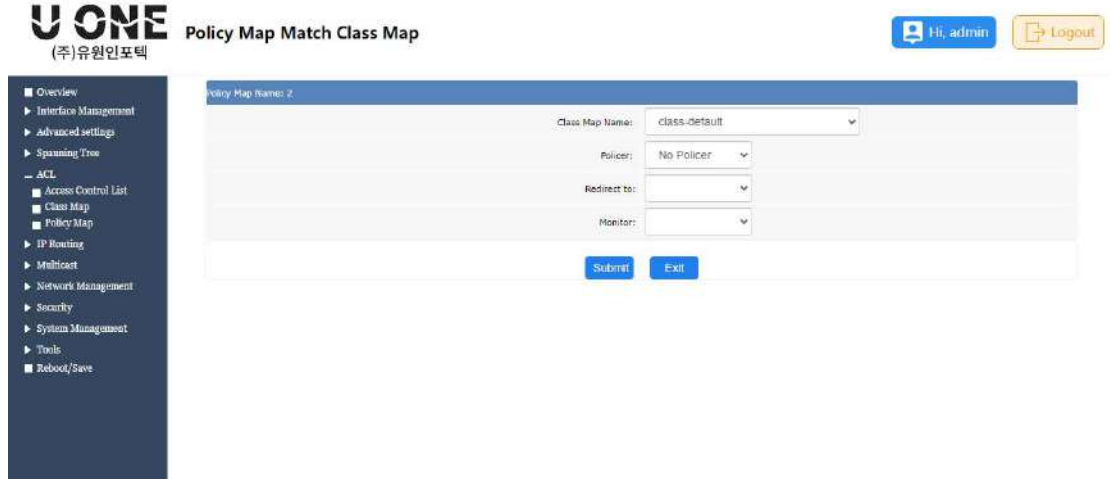 U ONE
(주)유원인포텍
Policy Map Match Class Map
Hi, admin
Logout
Overview
Interface Management
Advanced settings
Spanning Tree
ACL
Access Control List
Class Map
Policy Map
IP Routing
Multicast
Network Management
Security
System Management
Tools
Reboot/Save
Policy Map Name: 2
Class Map Name: class-default
Policer: No Policer
Redirect to:
Monitor:
Submit Exit